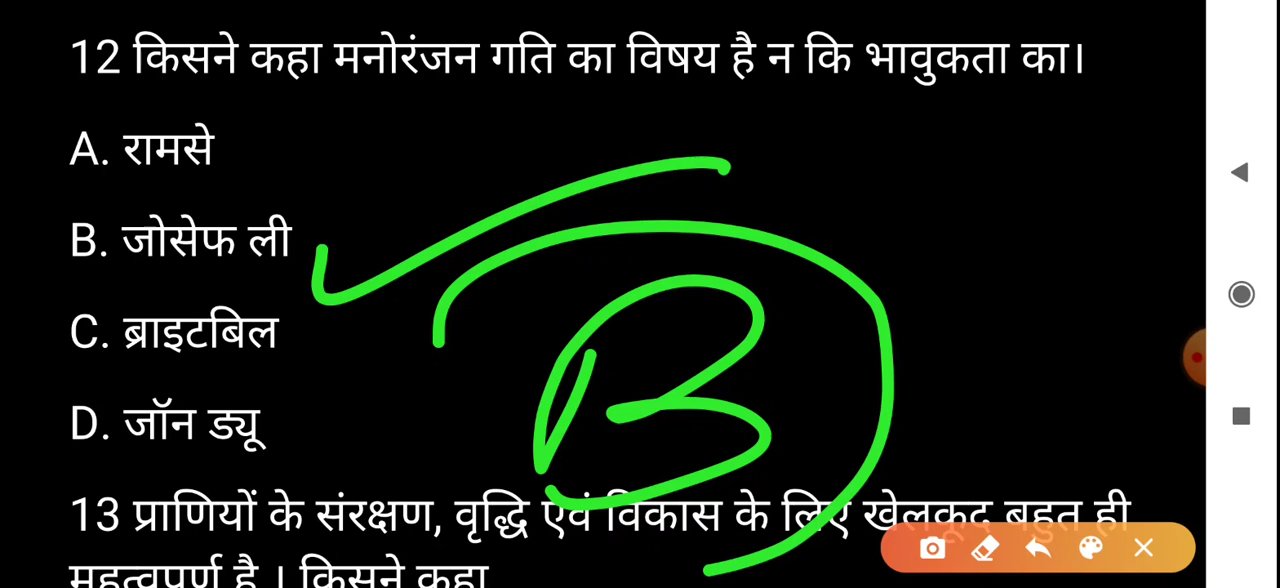 12 किसने कहा मनोरंजन गति का विषय है न कि भावुकता का।
A. रामसे
B. जोसेफ ली
C. ब्राइटबिल
D. जॉन ड्यू
B
13 प्राणियों के संरक्षण, वृद्धि एवं विकास के लिए खेलकूद बहुत ही
महत्वपूर्ण है । किसने कहा